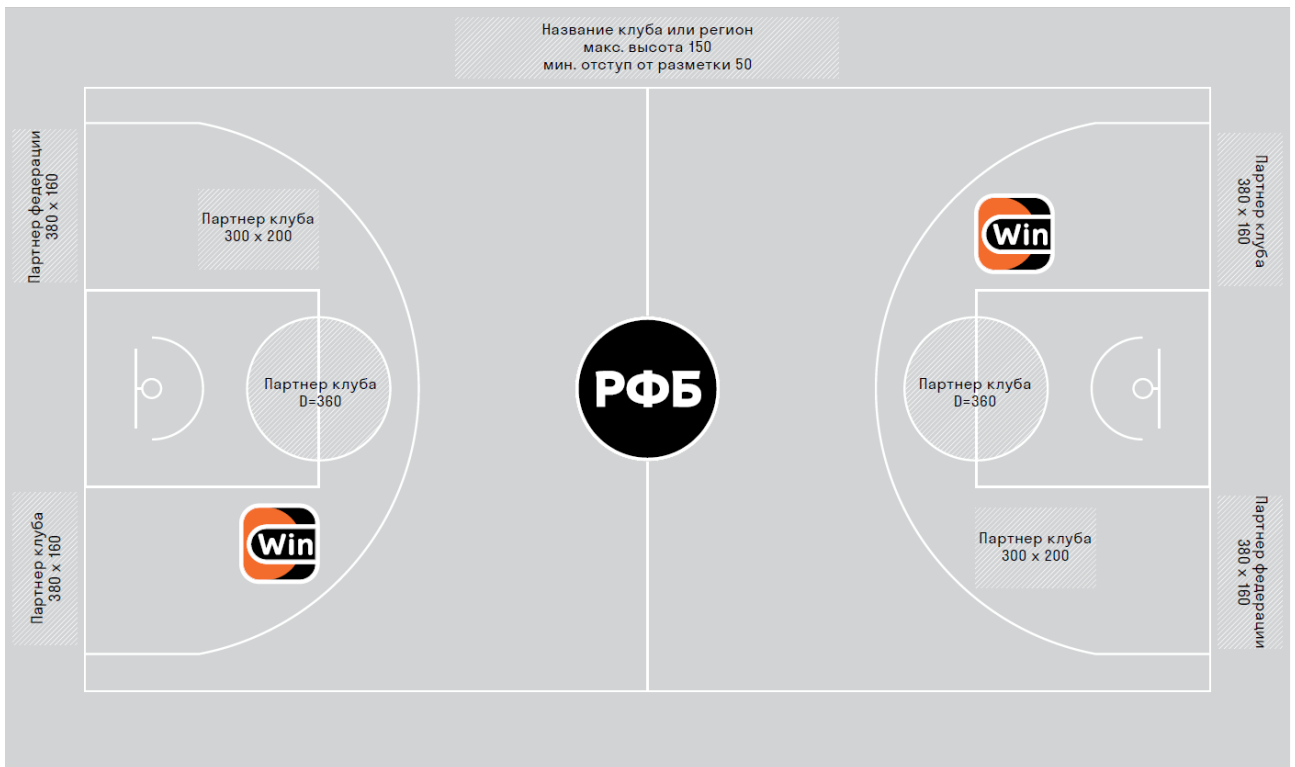 Название клуба или регион
макс. высота 150
мин. отступ от разметки 50
Партнер федерации
380 x 160
Партнер клуба
300 x 200
Win
Партнер клуба
380 x 160
Партнер клуба
D=360
РФБ
Партнер клуба
D=360
Партнер клуба
380 x 160
Win
Партнер клуба
300 x 200
Партнер федерации
380 x 160